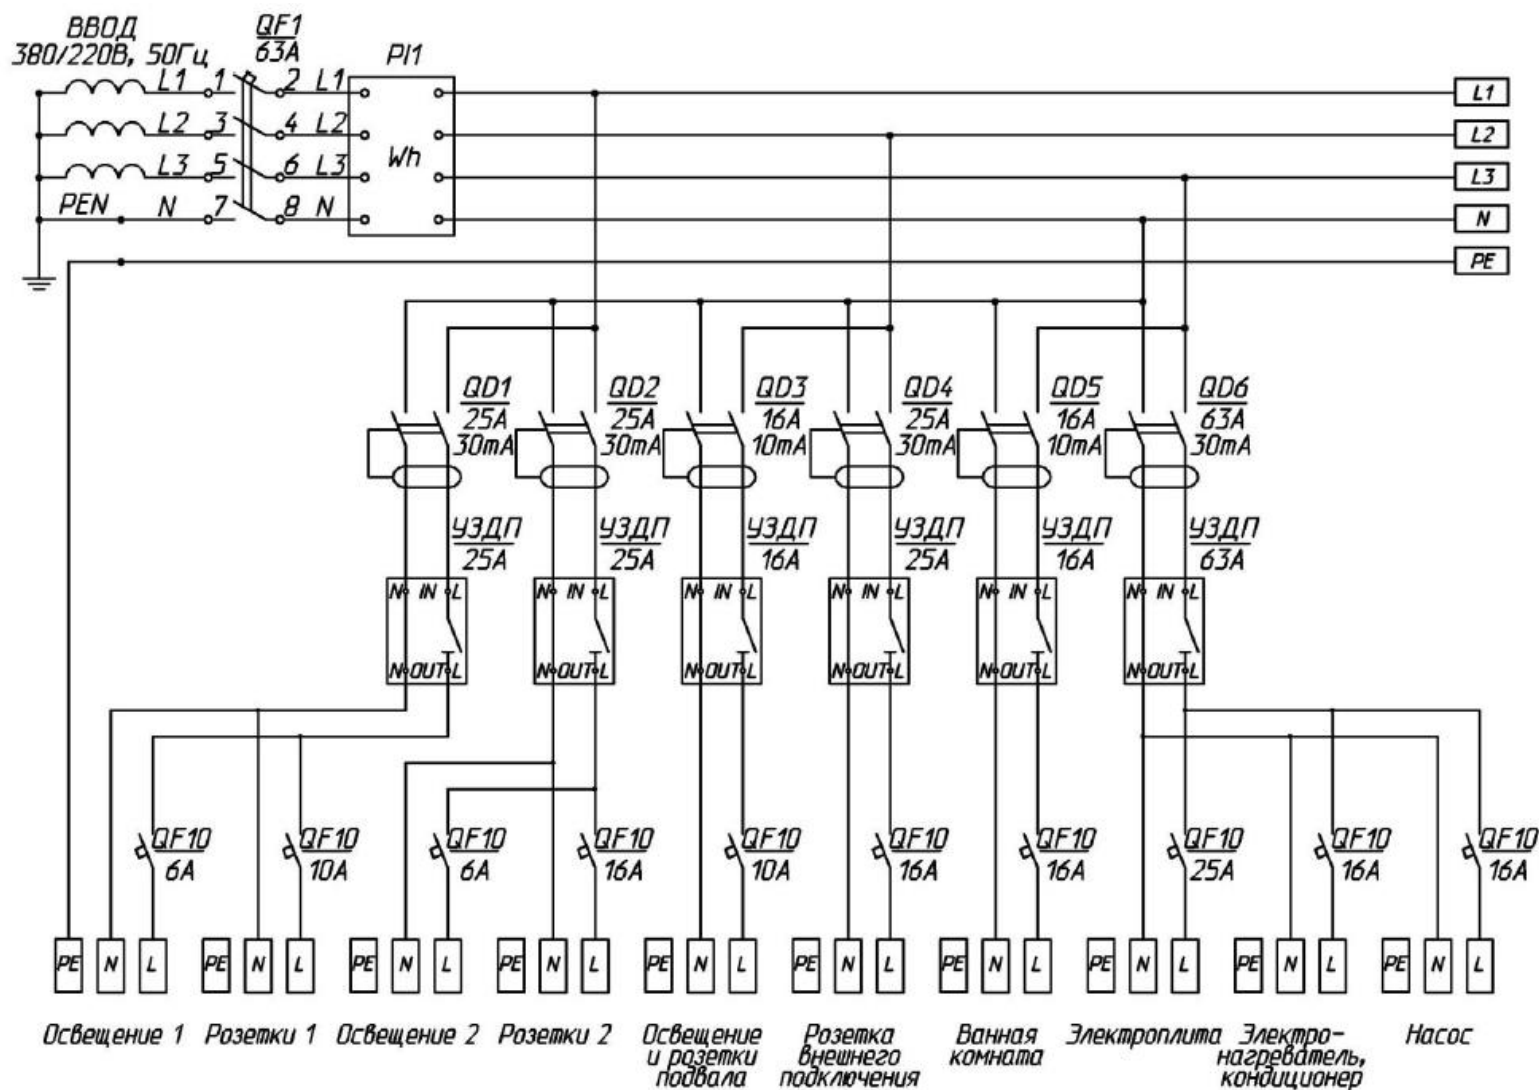 ВВОД
380/220В, 50Гц
QF1
63А
PI1
L1 1 2 L1
L2 3 4 L2
L3 5 6 L3
PEN N 7 8 N
Wh
L1
L2
L3
N
PE
QD1
25А
30mA
QD2
25А
30mA
QD3
16А
10mA
QD4
25А
30mA
QD5
16А
10mA
QD6
63А
30mA
УЗДП
25А
УЗДП
25А
УЗДП
16А
УЗДП
25А
УЗДП
16А
УЗДП
63А
N IN L
N OUT L
N IN L
N OUT L
N IN L
N OUT L
N IN L
N OUT L
N IN L
N OUT L
N IN L
N OUT L
QF10
6А
QF10
10А
QF10
6А
QF10
16А
QF10
10А
QF10
16А
QF10
16А
QF10
25А
QF10
16А
QF10
16А
PE N L
PE N L
PE N L
PE N L
PE N L
PE N L
PE N L
PE N L
PE N L
PE N L
Освещение 1
Розетки 1
Освещение 2
Розетки 2
Освещение
и розетки
подвала
Розетка
внешнего
подключения
Ванная
комната
Электроплита
Электро-
нагреватель,
кондиционер
Насос